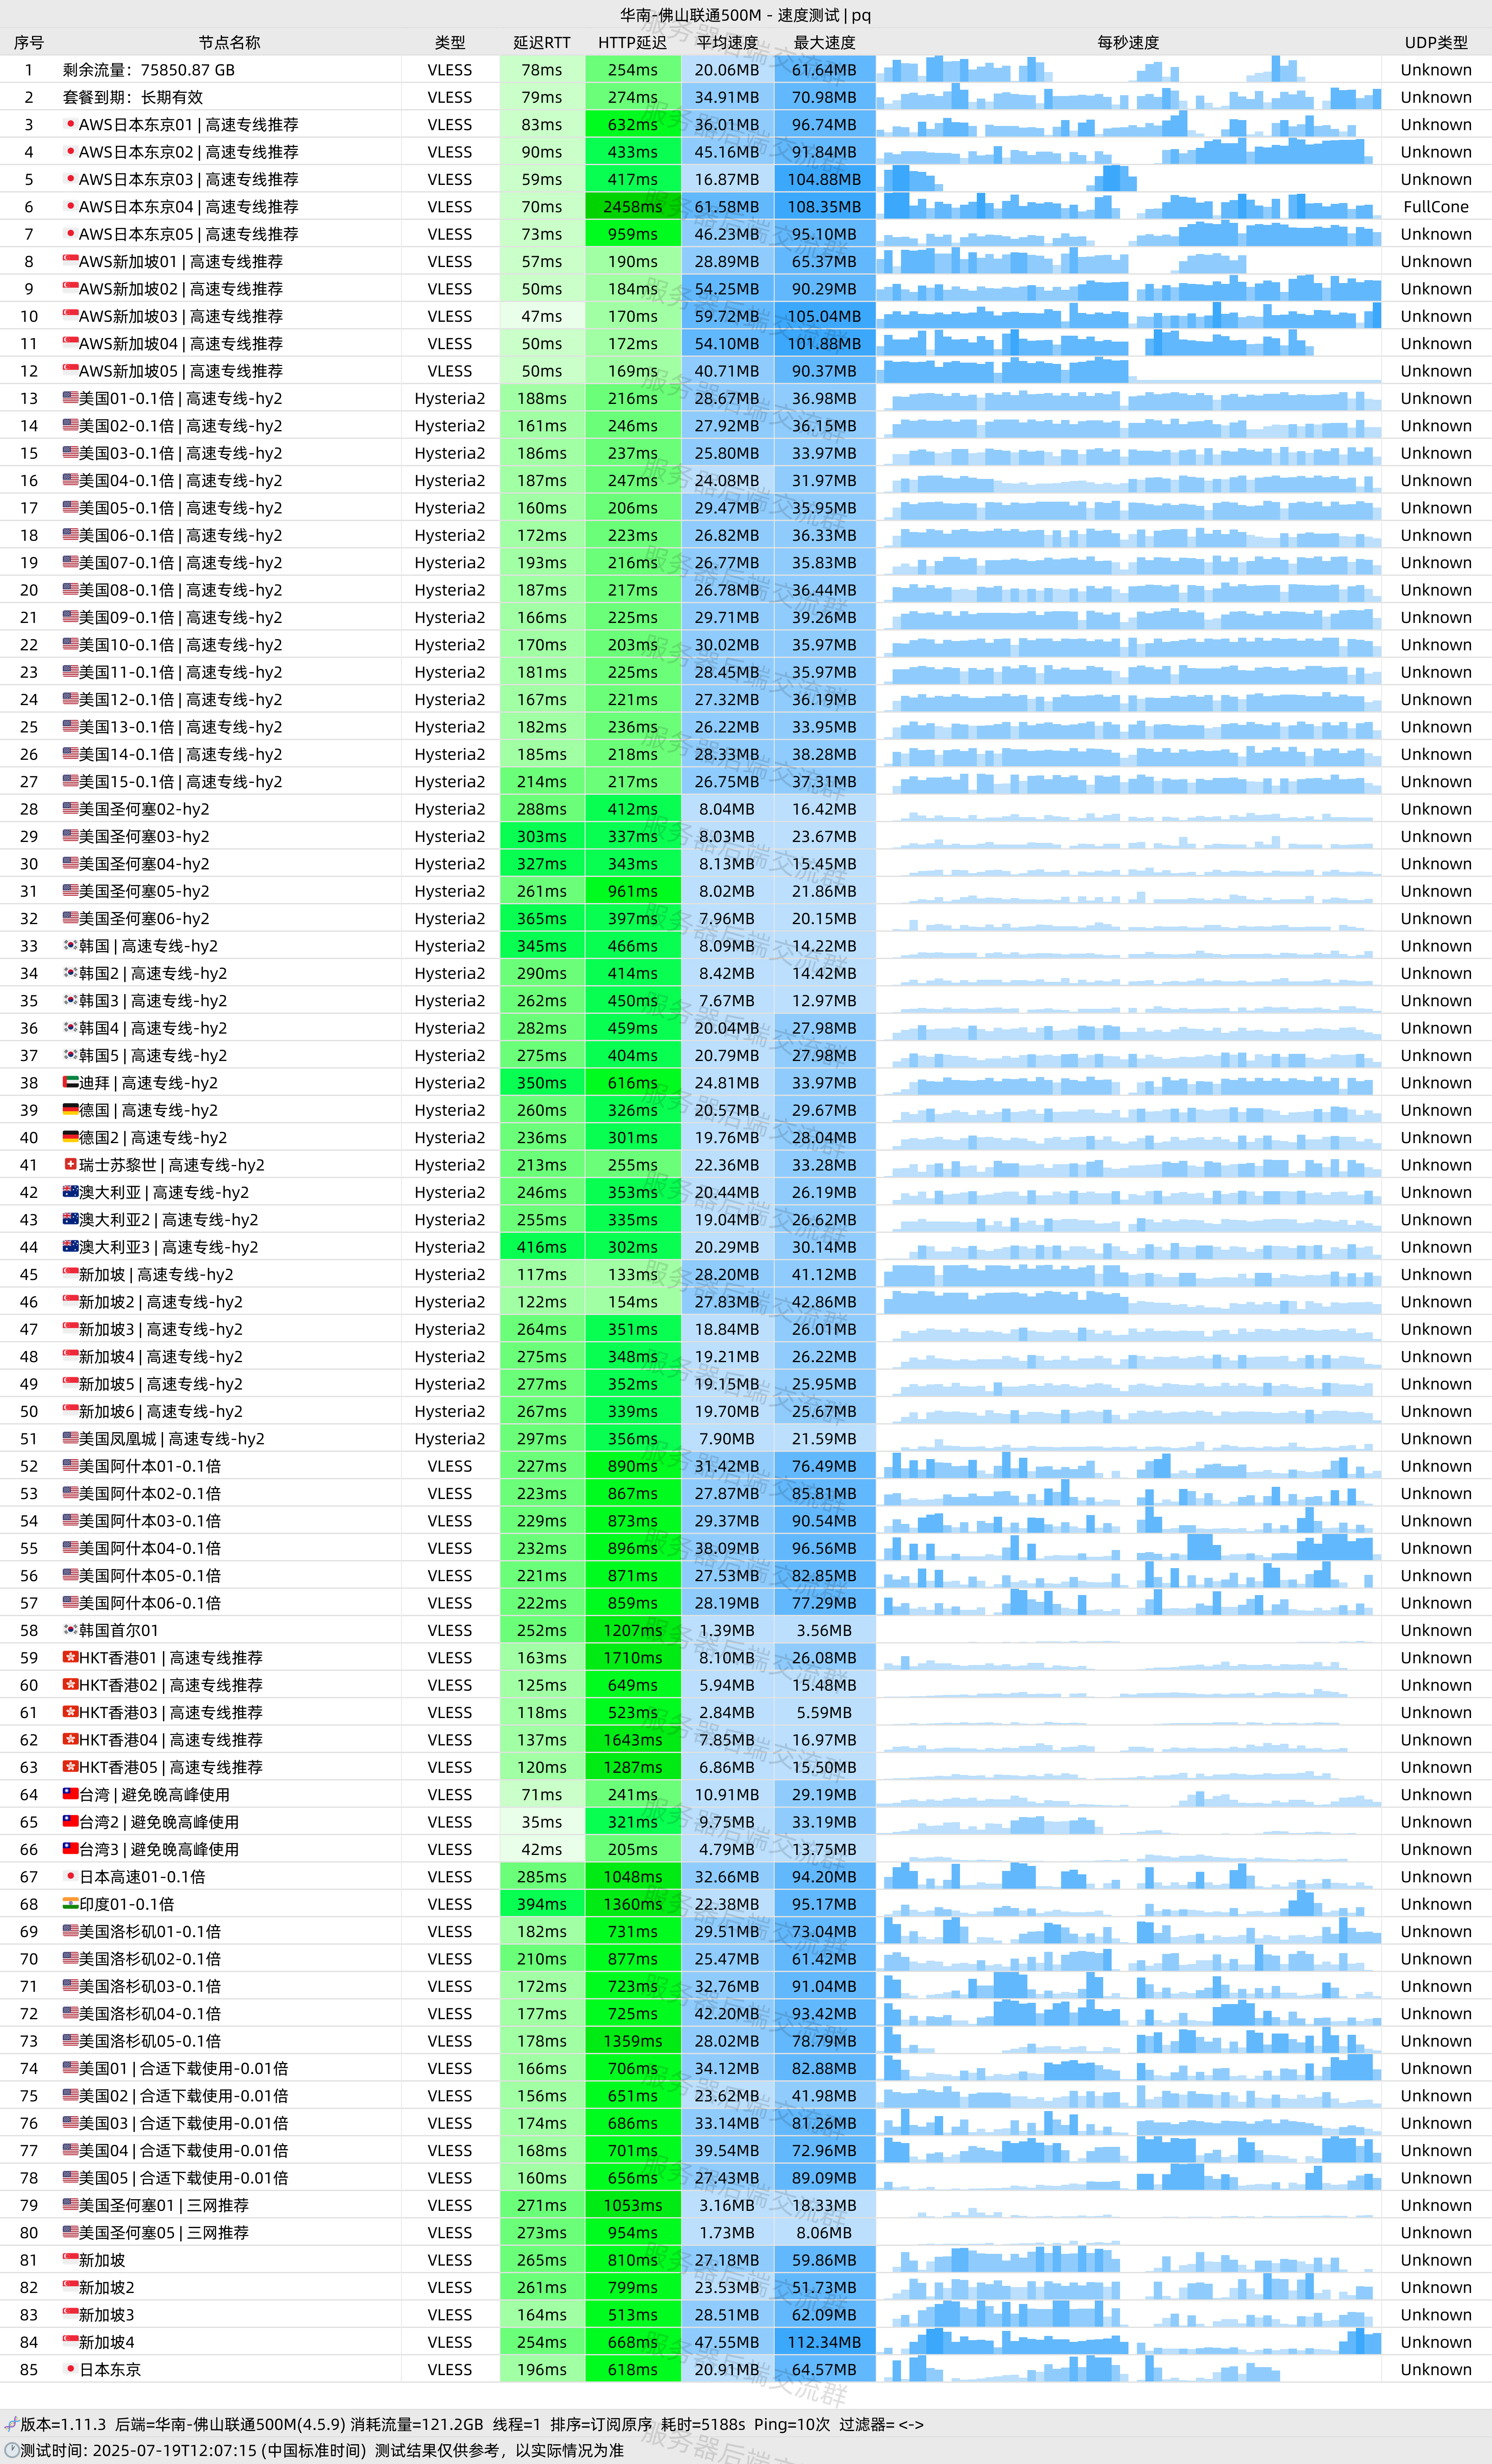 华南-佛山联通500M - 速度测试 | pq
序号 节点名称 类型 延迟RTT HTTP延迟 平均速度 最大速度 每秒速度 UDP类型
1 剩余流量：75850.87 GB VLESS 78ms 254ms 20.06MB 61.64MB Unknown
2 套餐到期：长期有效 VLESS 79ms 274ms 34.91MB 70.98MB Unknown
3 AWS日本东京01 | 高速专线推荐 VLESS 83ms 632ms 36.01MB 96.74MB Unknown
4 AWS日本东京02 | 高速专线推荐 VLESS 90ms 433ms 45.16MB 91.84MB Unknown
5 AWS日本东京03 | 高速专线推荐 VLESS 59ms 417ms 16.87MB 104.88MB Unknown
6 AWS日本东京04 | 高速专线推荐 VLESS 70ms 2458ms 61.58MB 108.35MB FullCone
7 AWS日本东京05 | 高速专线推荐 VLESS 73ms 959ms 46.23MB 95.10MB Unknown
8 AWS新加坡01 | 高速专线推荐 VLESS 57ms 190ms 28.89MB 65.37MB Unknown
9 AWS新加坡02 | 高速专线推荐 VLESS 50ms 184ms 54.25MB 90.29MB Unknown
10 AWS新加坡03 | 高速专线推荐 VLESS 47ms 170ms 59.72MB 105.04MB Unknown
11 AWS新加坡04 | 高速专线推荐 VLESS 50ms 172ms 54.10MB 101.88MB Unknown
12 AWS新加坡05 | 高速专线推荐 VLESS 50ms 169ms 40.71MB 90.37MB Unknown
13 美国01-0.1倍 | 高速专线-hy2 Hysteria2 188ms 216ms 28.67MB 36.98MB Unknown
14 美国02-0.1倍 | 高速专线-hy2 Hysteria2 161ms 246ms 27.92MB 36.15MB Unknown
15 美国03-0.1倍 | 高速专线-hy2 Hysteria2 186ms 237ms 25.80MB 33.97MB Unknown
16 美国04-0.1倍 | 高速专线-hy2 Hysteria2 187ms 247ms 24.08MB 31.97MB Unknown
17 美国05-0.1倍 | 高速专线-hy2 Hysteria2 160ms 206ms 29.47MB 35.95MB Unknown
18 美国06-0.1倍 | 高速专线-hy2 Hysteria2 172ms 223ms 26.82MB 36.33MB Unknown
19 美国07-0.1倍 | 高速专线-hy2 Hysteria2 193ms 216ms 26.77MB 35.83MB Unknown
20 美国08-0.1倍 | 高速专线-hy2 Hysteria2 187ms 217ms 26.78MB 36.44MB Unknown
21 美国09-0.1倍 | 高速专线-hy2 Hysteria2 166ms 225ms 29.71MB 39.26MB Unknown
22 美国10-0.1倍 | 高速专线-hy2 Hysteria2 170ms 203ms 30.02MB 35.97MB Unknown
23 美国11-0.1倍 | 高速专线-hy2 Hysteria2 181ms 225ms 28.45MB 35.97MB Unknown
24 美国12-0.1倍 | 高速专线-hy2 Hysteria2 167ms 221ms 27.32MB 36.19MB Unknown
25 美国13-0.1倍 | 高速专线-hy2 Hysteria2 182ms 236ms 26.22MB 33.95MB Unknown
26 美国14-0.1倍 | 高速专线-hy2 Hysteria2 185ms 218ms 28.33MB 38.28MB Unknown
27 美国15-0.1倍 | 高速专线-hy2 Hysteria2 214ms 217ms 26.75MB 37.31MB Unknown
28 美国圣何塞02-hy2 Hysteria2 288ms 412ms 8.04MB 16.42MB Unknown
29 美国圣何塞03-hy2 Hysteria2 303ms 337ms 8.03MB 23.67MB Unknown
30 美国圣何塞04-hy2 Hysteria2 327ms 343ms 8.13MB 15.45MB Unknown
31 美国圣何塞05-hy2 Hysteria2 261ms 961ms 8.02MB 21.86MB Unknown
32 美国圣何塞06-hy2 Hysteria2 365ms 397ms 7.96MB 20.15MB Unknown
33 韩国 | 高速专线-hy2 Hysteria2 345ms 466ms 8.09MB 14.22MB Unknown
34 韩国2 | 高速专线-hy2 Hysteria2 290ms 414ms 8.42MB 14.42MB Unknown
35 韩国3 | 高速专线-hy2 Hysteria2 262ms 450ms 7.67MB 12.97MB Unknown
36 韩国4 | 高速专线-hy2 Hysteria2 282ms 459ms 20.04MB 27.98MB Unknown
37 韩国5 | 高速专线-hy2 Hysteria2 275ms 404ms 20.79MB 27.98MB Unknown
38 迪拜 | 高速专线-hy2 Hysteria2 350ms 616ms 24.81MB 33.97MB Unknown
39 德国 | 高速专线-hy2 Hysteria2 260ms 326ms 20.57MB 29.67MB Unknown
40 德国2 | 高速专线-hy2 Hysteria2 236ms 301ms 19.76MB 28.04MB Unknown
41 瑞士苏黎世 | 高速专线-hy2 Hysteria2 213ms 255ms 22.36MB 33.28MB Unknown
42 澳大利亚 | 高速专线-hy2 Hysteria2 246ms 353ms 20.44MB 26.19MB Unknown
43 澳大利亚2 | 高速专线-hy2 Hysteria2 255ms 335ms 19.04MB 26.62MB Unknown
44 澳大利亚3 | 高速专线-hy2 Hysteria2 416ms 302ms 20.29MB 30.14MB Unknown
45 新加坡 | 高速专线-hy2 Hysteria2 117ms 133ms 28.20MB 41.12MB Unknown
46 新加坡2 | 高速专线-hy2 Hysteria2 122ms 154ms 27.83MB 42.86MB Unknown
47 新加坡3 | 高速专线-hy2 Hysteria2 264ms 351ms 18.84MB 26.01MB Unknown
48 新加坡4 | 高速专线-hy2 Hysteria2 275ms 348ms 19.21MB 26.22MB Unknown
49 新加坡5 | 高速专线-hy2 Hysteria2 277ms 352ms 19.15MB 25.95MB Unknown
50 新加坡6 | 高速专线-hy2 Hysteria2 267ms 339ms 19.70MB 25.67MB Unknown
51 美国凤凰城 | 高速专线-hy2 Hysteria2 297ms 356ms 7.90MB 21.59MB Unknown
52 美国阿什本01-0.1倍 VLESS 227ms 890ms 31.42MB 76.49MB Unknown
53 美国阿什本02-0.1倍 VLESS 223ms 867ms 27.87MB 85.81MB Unknown
54 美国阿什本03-0.1倍 VLESS 229ms 873ms 29.37MB 90.54MB Unknown
55 美国阿什本04-0.1倍 VLESS 232ms 896ms 38.09MB 96.56MB Unknown
56 美国阿什本05-0.1倍 VLESS 221ms 871ms 27.53MB 82.85MB Unknown
57 美国阿什本06-0.1倍 VLESS 222ms 859ms 28.19MB 77.29MB Unknown
58 韩国首尔01 VLESS 252ms 1207ms 1.39MB 3.56MB Unknown
59 HKT香港01 | 高速专线推荐 VLESS 163ms 1710ms 8.10MB 26.08MB Unknown
60 HKT香港02 | 高速专线推荐 VLESS 125ms 649ms 5.94MB 15.48MB Unknown
61 HKT香港03 | 高速专线推荐 VLESS 118ms 523ms 2.84MB 5.59MB Unknown
62 HKT香港04 | 高速专线推荐 VLESS 137ms 1643ms 7.85MB 16.97MB Unknown
63 HKT香港05 | 高速专线推荐 VLESS 120ms 1287ms 6.86MB 15.50MB Unknown
64 台湾 | 避免晚高峰使用 VLESS 71ms 241ms 10.91MB 29.19MB Unknown
65 台湾2 | 避免晚高峰使用 VLESS 35ms 321ms 9.75MB 33.19MB Unknown
66 台湾3 | 避免晚高峰使用 VLESS 42ms 205ms 4.79MB 13.75MB Unknown
67 日本高速01-0.1倍 VLESS 285ms 1048ms 32.66MB 94.20MB Unknown
68 印度01-0.1倍 VLESS 394ms 1360ms 22.38MB 95.17MB Unknown
69 美国洛杉矶01-0.1倍 VLESS 182ms 731ms 29.51MB 73.04MB Unknown
70 美国洛杉矶02-0.1倍 VLESS 210ms 877ms 25.47MB 61.42MB Unknown
71 美国洛杉矶03-0.1倍 VLESS 172ms 723ms 32.76MB 91.04MB Unknown
72 美国洛杉矶04-0.1倍 VLESS 177ms 725ms 42.20MB 93.42MB Unknown
73 美国洛杉矶05-0.1倍 VLESS 178ms 1359ms 28.02MB 78.79MB Unknown
74 美国01 | 合适下载使用-0.01倍 VLESS 166ms 706ms 34.12MB 82.88MB Unknown
75 美国02 | 合适下载使用-0.01倍 VLESS 156ms 651ms 23.62MB 41.98MB Unknown
76 美国03 | 合适下载使用-0.01倍 VLESS 174ms 686ms 33.14MB 81.26MB Unknown
77 美国04 | 合适下载使用-0.01倍 VLESS 168ms 701ms 39.54MB 72.96MB Unknown
78 美国05 | 合适下载使用-0.01倍 VLESS 160ms 656ms 27.43MB 89.09MB Unknown
79 美国圣何塞01 | 三网推荐 VLESS 271ms 1053ms 3.16MB 18.33MB Unknown
80 美国圣何塞05 | 三网推荐 VLESS 273ms 954ms 1.73MB 8.06MB Unknown
81 新加坡 VLESS 265ms 810ms 27.18MB 59.86MB Unknown
82 新加坡2 VLESS 261ms 799ms 23.53MB 51.73MB Unknown
83 新加坡3 VLESS 164ms 513ms 28.51MB 62.09MB Unknown
84 新加坡4 VLESS 254ms 668ms 47.55MB 112.34MB Unknown
85 日本东京 VLESS 196ms 618ms 20.91MB 64.57MB Unknown
版本=1.11.3 后端=华南-佛山联通500M(4.5.9) 消耗流量=121.2GB 线程=1 排序=订阅原序 耗时=5188s Ping=10次 过滤器= <->
测试时间: 2025-07-19T12:07:15 (中国标准时间) 测试结果仅供参考，以实际情况为准
服务器后端交流群